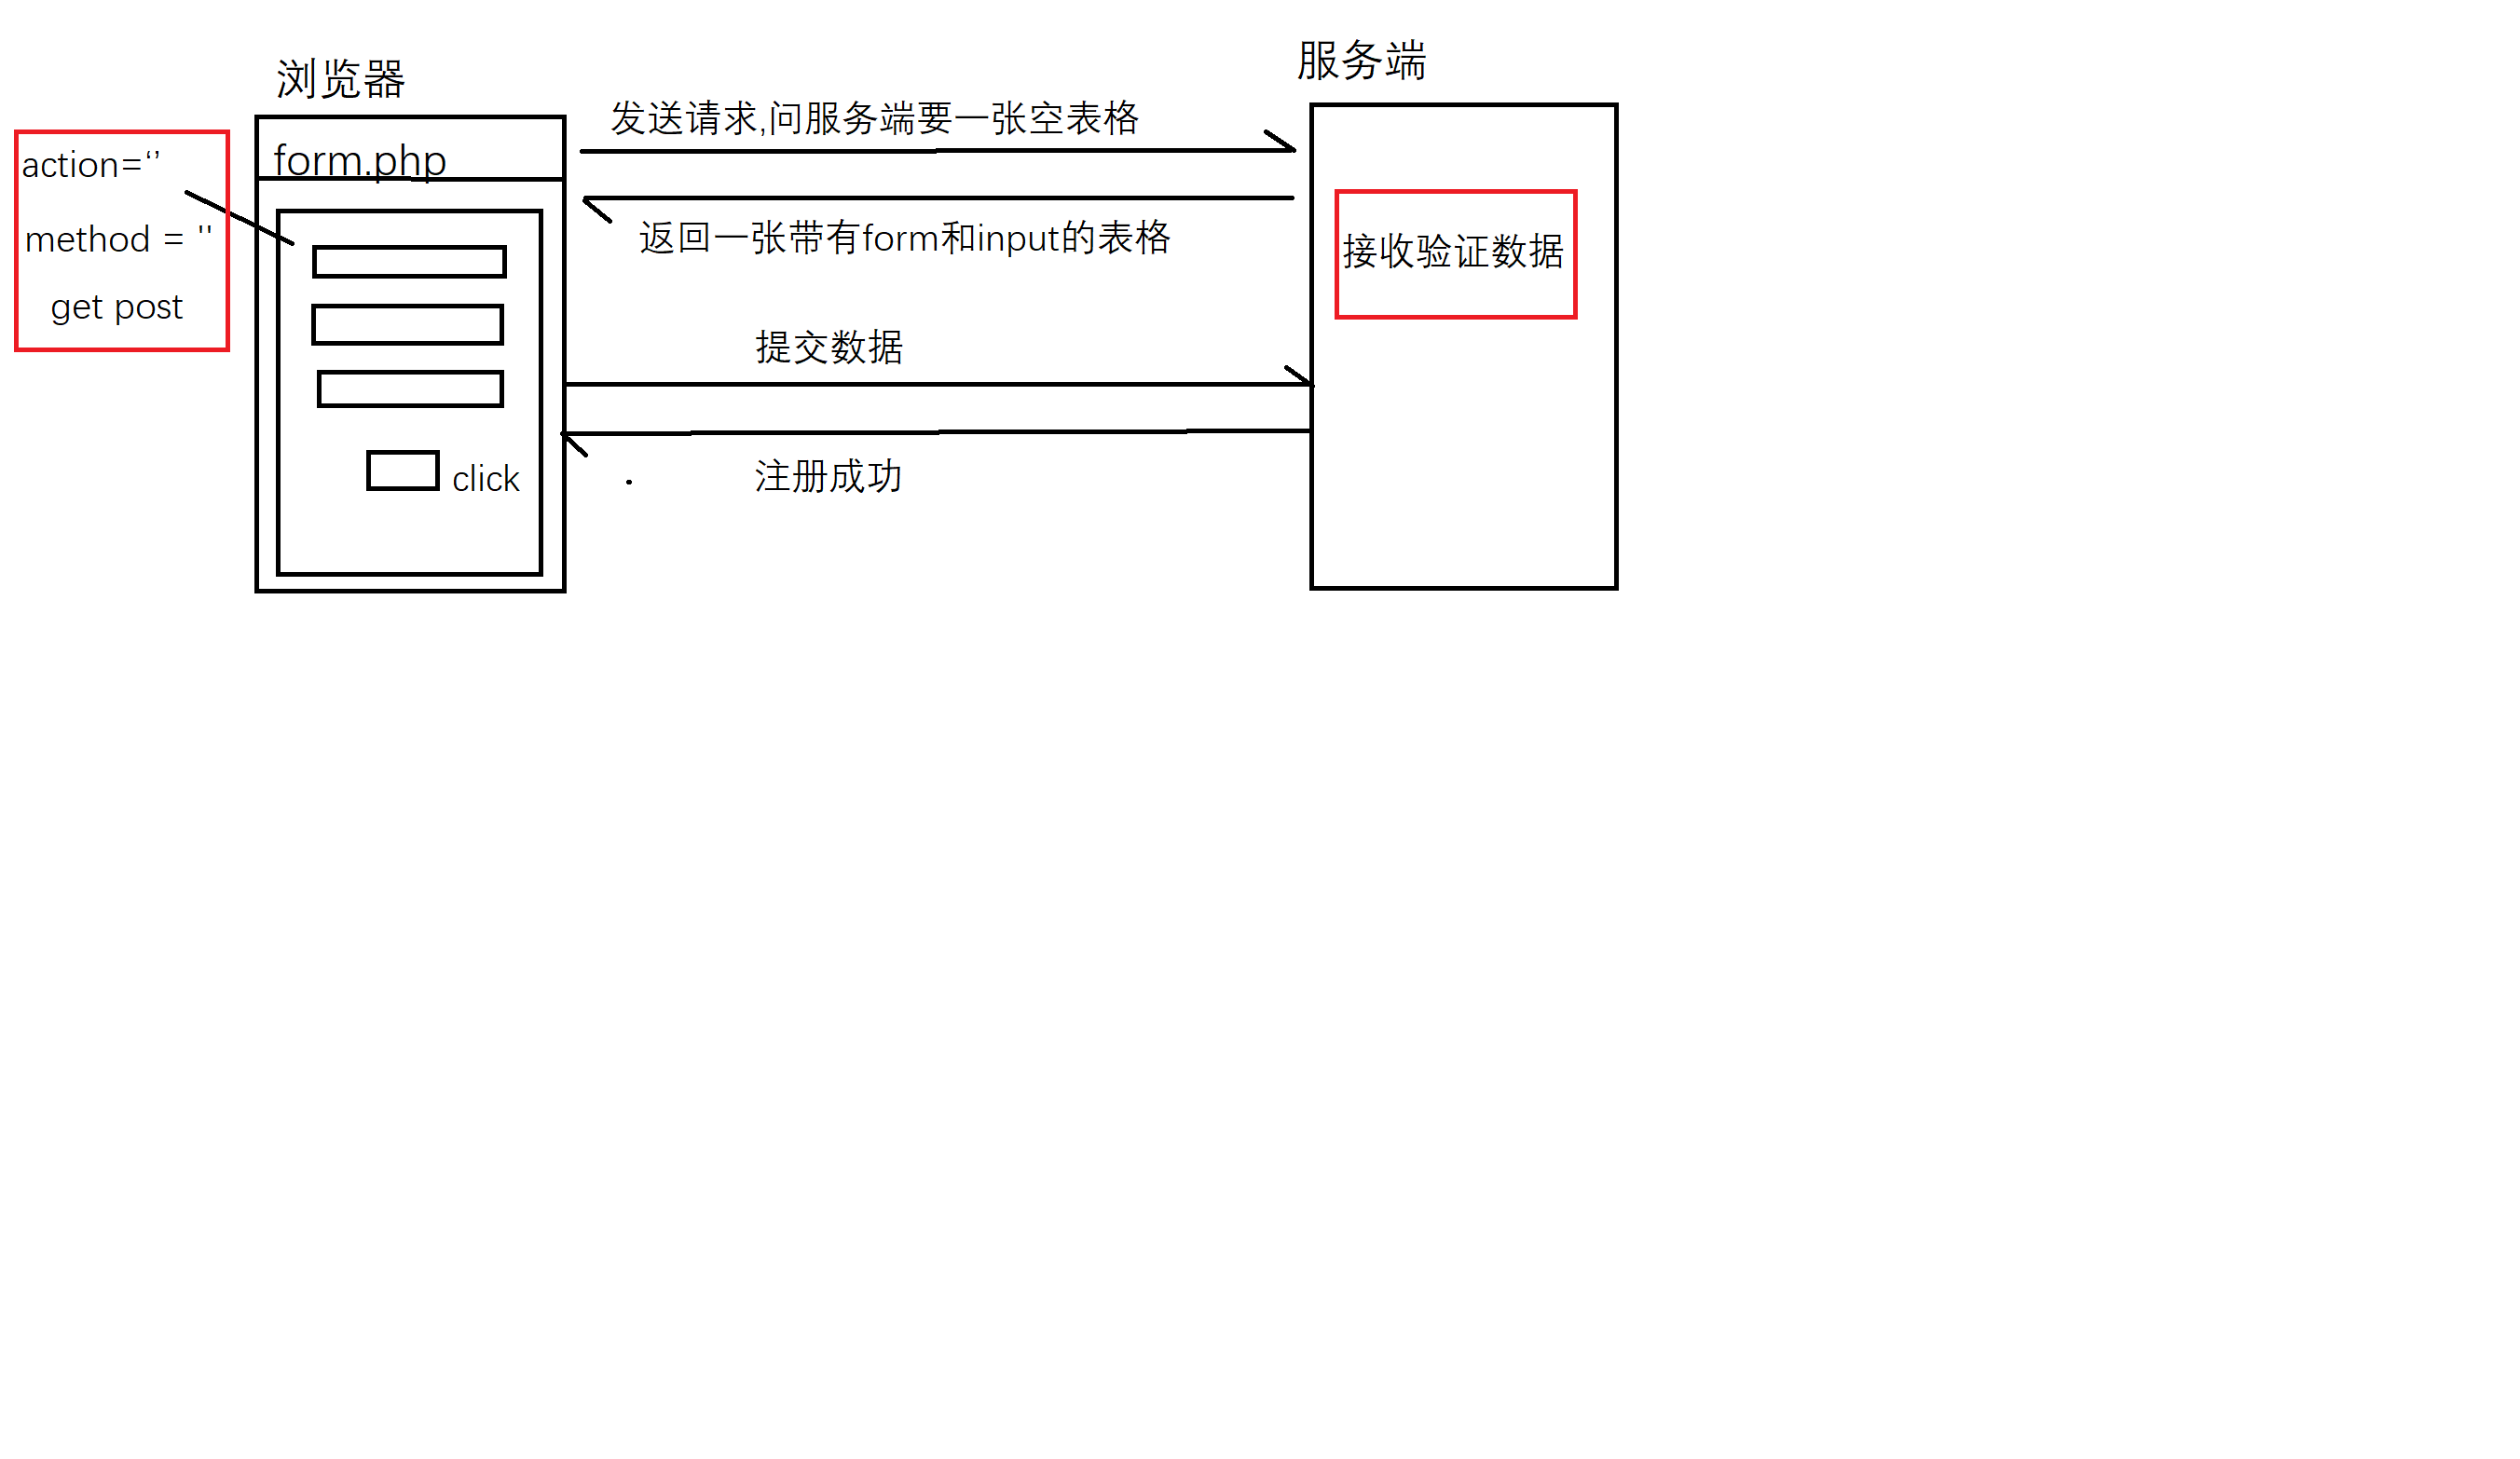 浏览器
服务端
发送请求,问服务端要一张空表格
form.php
action=‘’
method = ''
get post
返回一张带有form和input的表格
接收验证数据
提交数据
click
注册成功